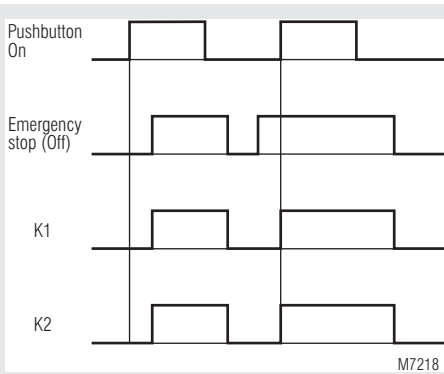 Pushbutton
On
Emergency
stop (Off)
K1
K2
M7218